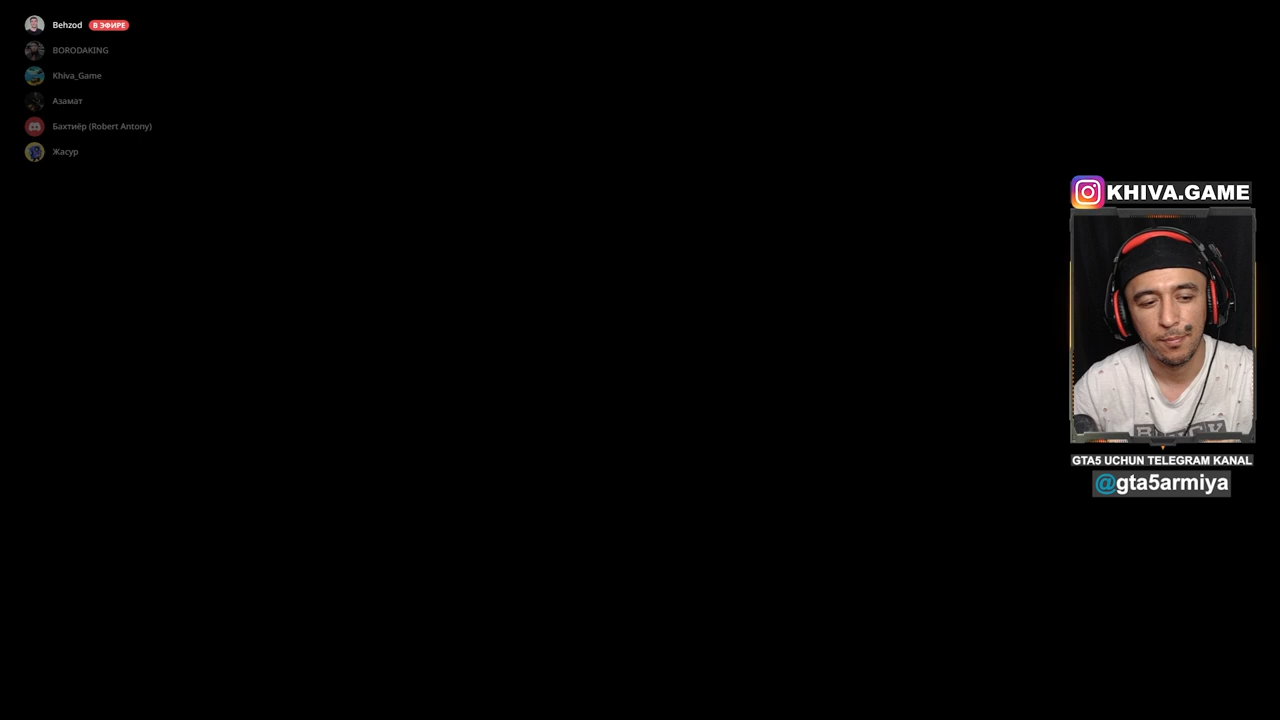 Behzod В ЭФИРЕ
BORODAKING
Khiva_Game
Азамат
Бахтиёр (Robert Antony)
Жасур
KHIVA.GAME
GTA5 UCHUN TELEGRAM KANAL
@gta5armiya